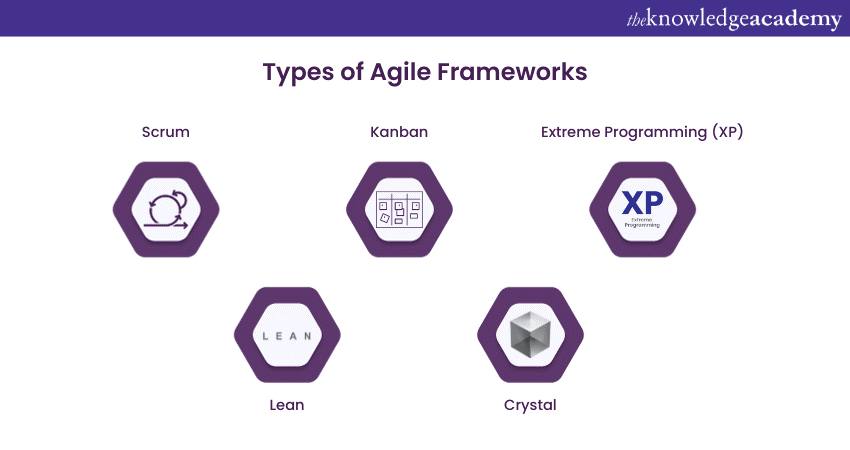 theknowledgeacademy
Types of Agile Frameworks
Scrum
Kanban
Extreme Programming (XP)
XP
Extreme
Programming
LEAN
Lean
Crystal